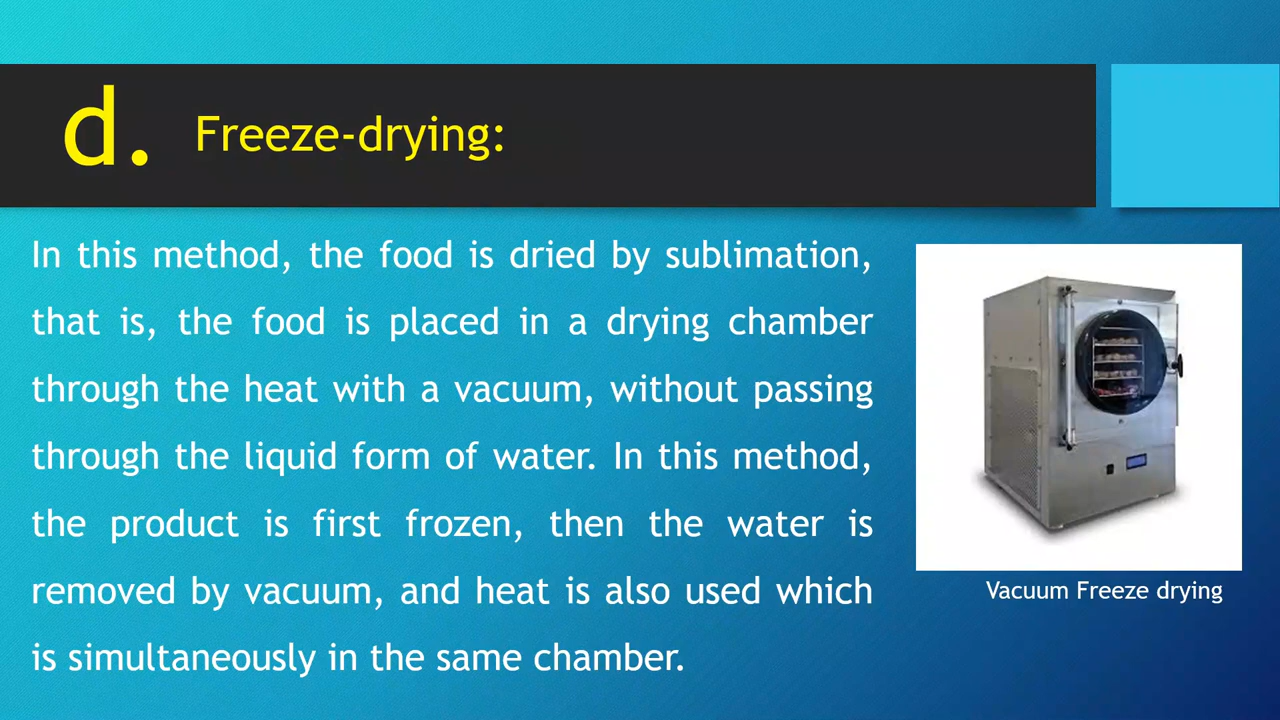 d. Freeze-drying:
In this method, the food is dried by sublimation,
that is, the food is placed in a drying chamber
through the heat with a vacuum, without passing
through the liquid form of water. In this method,
the product is first frozen, then the water is
removed by vacuum, and heat is also used which
is simultaneously in the same chamber.
Vacuum Freeze drying